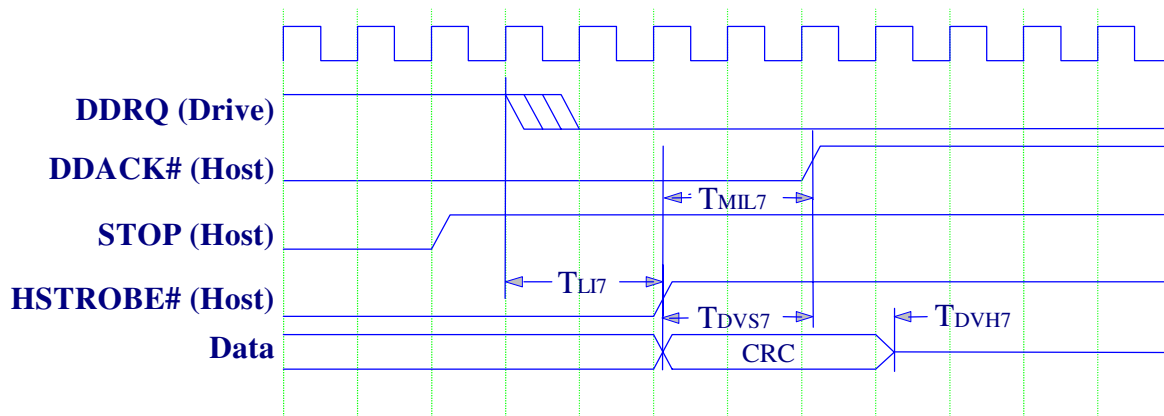 DDRQ (Drive)
DDACK# (Host)
TMIL7
STOP (Host)
TLI7
HSTROBE# (Host)
TDVS7
TDVH7
Data
CRC